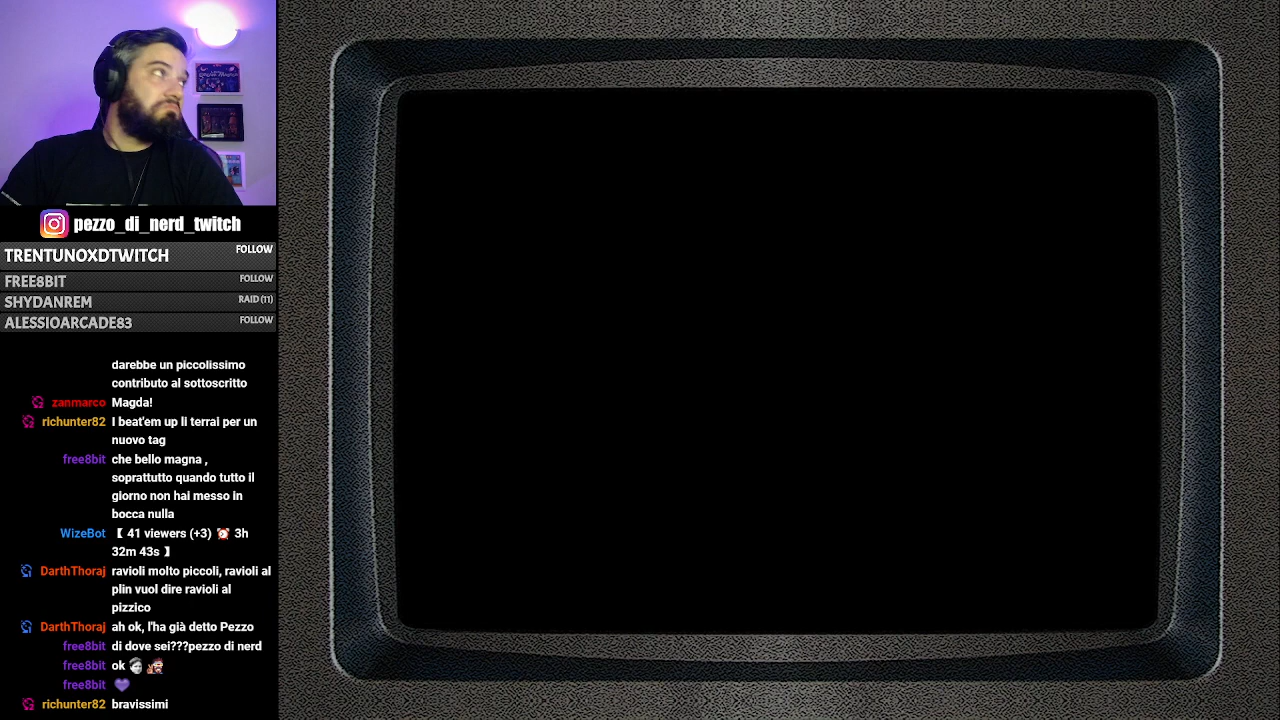 pezzo_di_nerd_twitch
TRENTUNOXDTWITCH FOLLOW
FREE8BIT FOLLOW
SHYDANREM RAID (11)
ALESSIOARCADE83 FOLLOW
darebbe un piccolissimo
contributo al sottoscritto
zanmarco Magda!
richunter82 I beat'em up li terrai per un
nuovo tag
free8bit che bello magna ,
soprattutto quando tutto il
giorno non hai messo in
bocca nulla
WizeBot 【 41 viewers (+3) ⏰ 3h
32m 43s 】
DarthThoraj ravioli molto piccoli, ravioli al
plin vuol dire ravioli al
pizzico
DarthThoraj ah ok, l'ha già detto Pezzo
free8bit di dove sei???pezzo di nerd
free8bit ok
free8bit 💜
richunter82 bravissimi